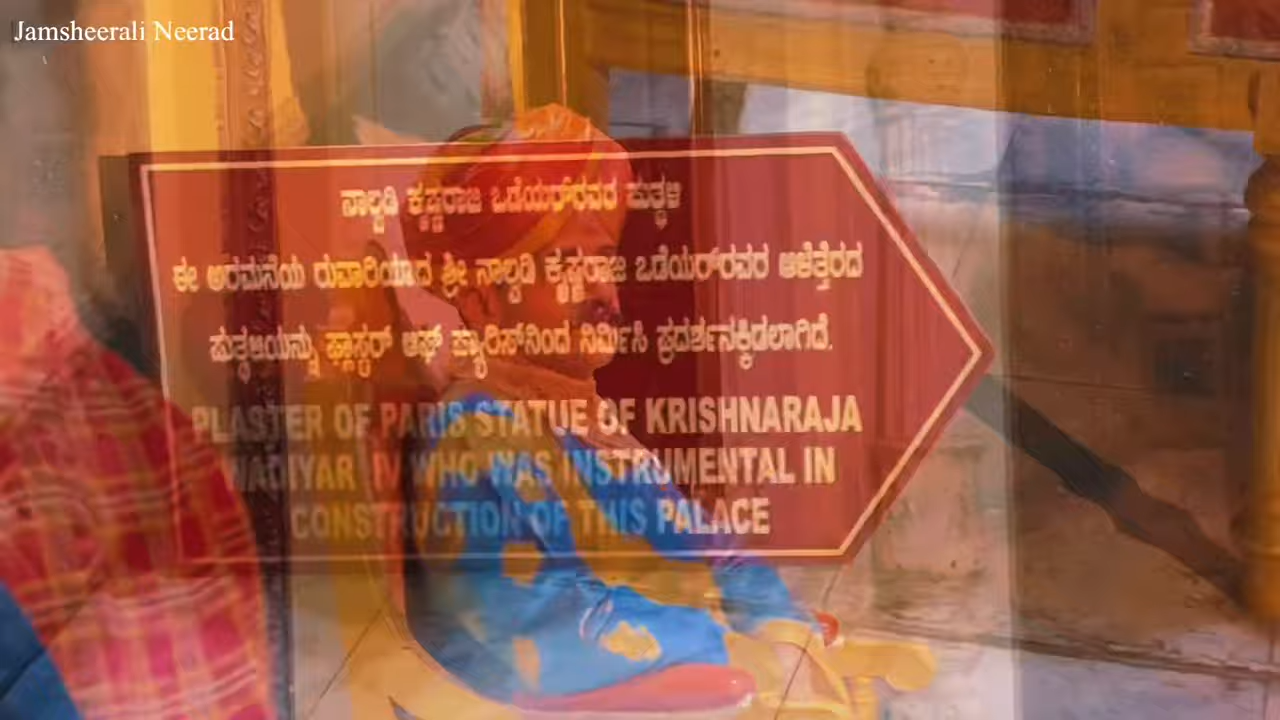 Jamsheerali Neerad
ನಾಲ್ವಡಿ ಕೃಷ್ಣರಾಜ ಒಡೆಯರ್‌ರವರ ಪುತ್ಥಳಿ
ಈ ಅರಮನೆಯ ರುವಾರಿಯಾದ ಶ್ರೀ ನಾಲ್ವಡಿ ಕೃಷ್ಣರಾಜ ಒಡೆಯರ್‌ರವರ ಆಳೆತ್ತರದ
ಪುತ್ಥಳಿಯನ್ನು ಪ್ಲಾಸ್ಟರ್ ಆಫ್ ಪ್ಯಾರಿಸ್‌ನಿಂದ ನಿರ್ಮಿಸಿ ಪ್ರದರ್ಶನಕ್ಕಿಡಲಾಗಿದೆ.
PLASTER OF PARIS STATUE OF KRISHNARAJA
WADIYAR IV WHO WAS INSTRUMENTAL IN
CONSTRUCTION OF THIS PALACE